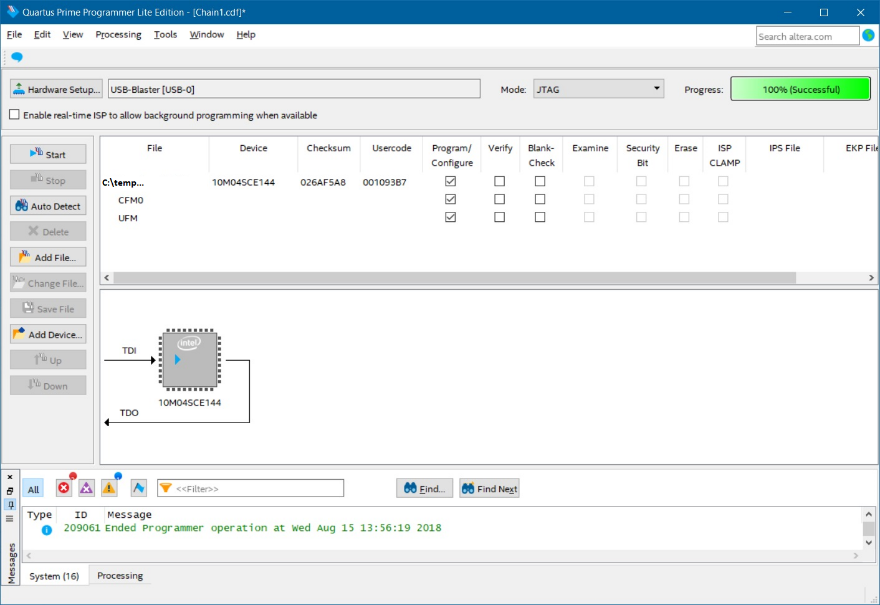 Quartus Prime Programmer Lite Edition - [Chain1.cdf]*
File Edit View Processing Tools Window Help
Search altera.com
Hardware Setup... USB-Blaster [USB-0] Mode: JTAG Progress: 100% (Successful)
Enable real-time ISP to allow background programming when available
Start
Stop
Auto Detect
Delete
Add File...
Change File...
Save File
Add Device...
Up
Down
File Device Checksum Usercode Program/ Verify Blank- Examine Security Erase ISP IPS File EKP File
Configure Check Bit CLAMP
C:\temp... 10M04SCE144 026AF5A8 001093B7
CFM0
UFM
intel
TDI
10M04SCE144
TDO
All <<Filter>> Find... Find Next
Type ID Message
209061 Ended Programmer operation at Wed Aug 15 13:56:19 2018
Messages
System (16) Processing